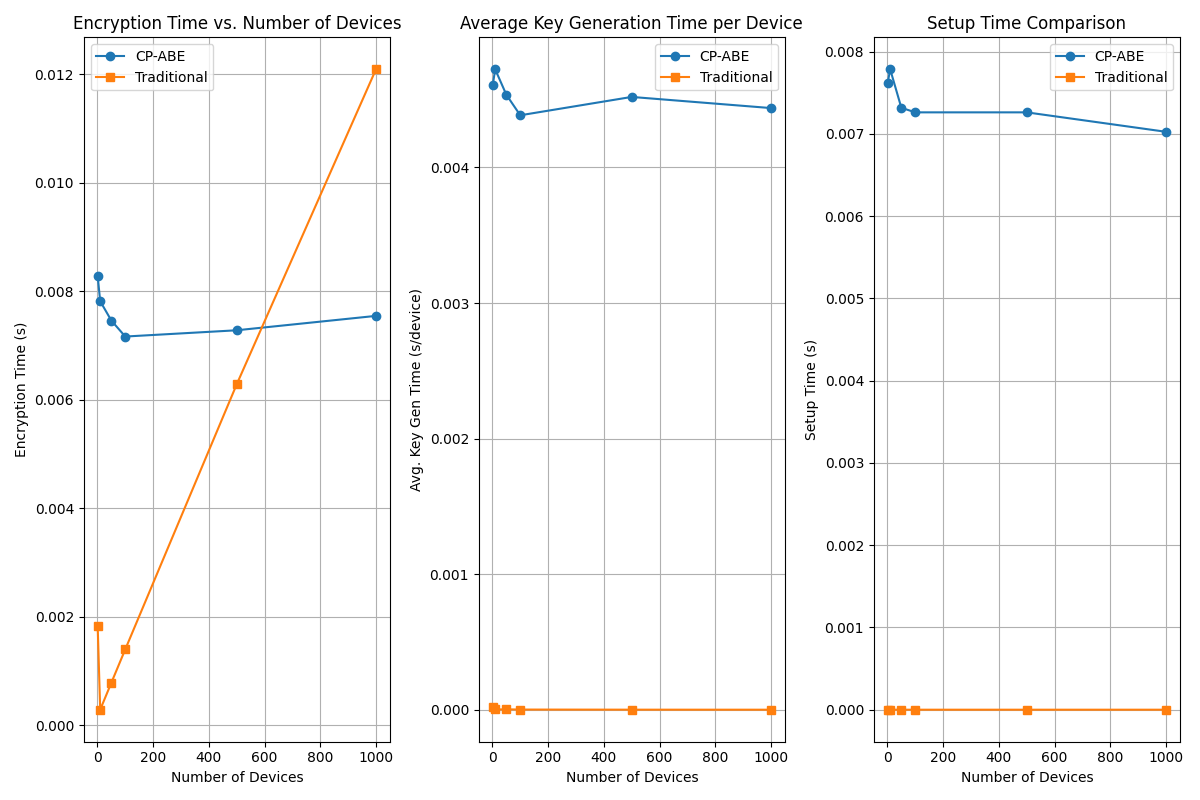 Encryption Time vs. Number of Devices
CP-ABE
Traditional
0.012
0.010
0.008
0.006
0.004
0.002
0.000
Encryption Time (s)
0 200 400 600 800 1000
Number of Devices
Average Key Generation Time per Device
CP-ABE
Traditional
0.004
0.003
0.002
0.001
0.000
Avg. Key Gen Time (s/device)
0 200 400 600 800 1000
Number of Devices
Setup Time Comparison
CP-ABE
Traditional
0.008
0.007
0.006
0.005
0.004
0.003
0.002
0.001
0.000
Setup Time (s)
0 200 400 600 800 1000
Number of Devices